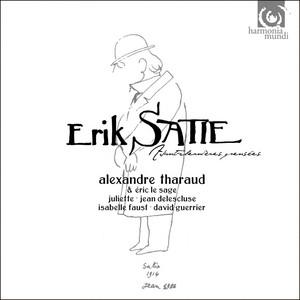 harmonia
mundi
Erik SATIE
Avant-dernières pensées
alexandre tharaud
& éric le sage
juliette · jean delescluse
isabelle faust · david guerrier
Satie
1914